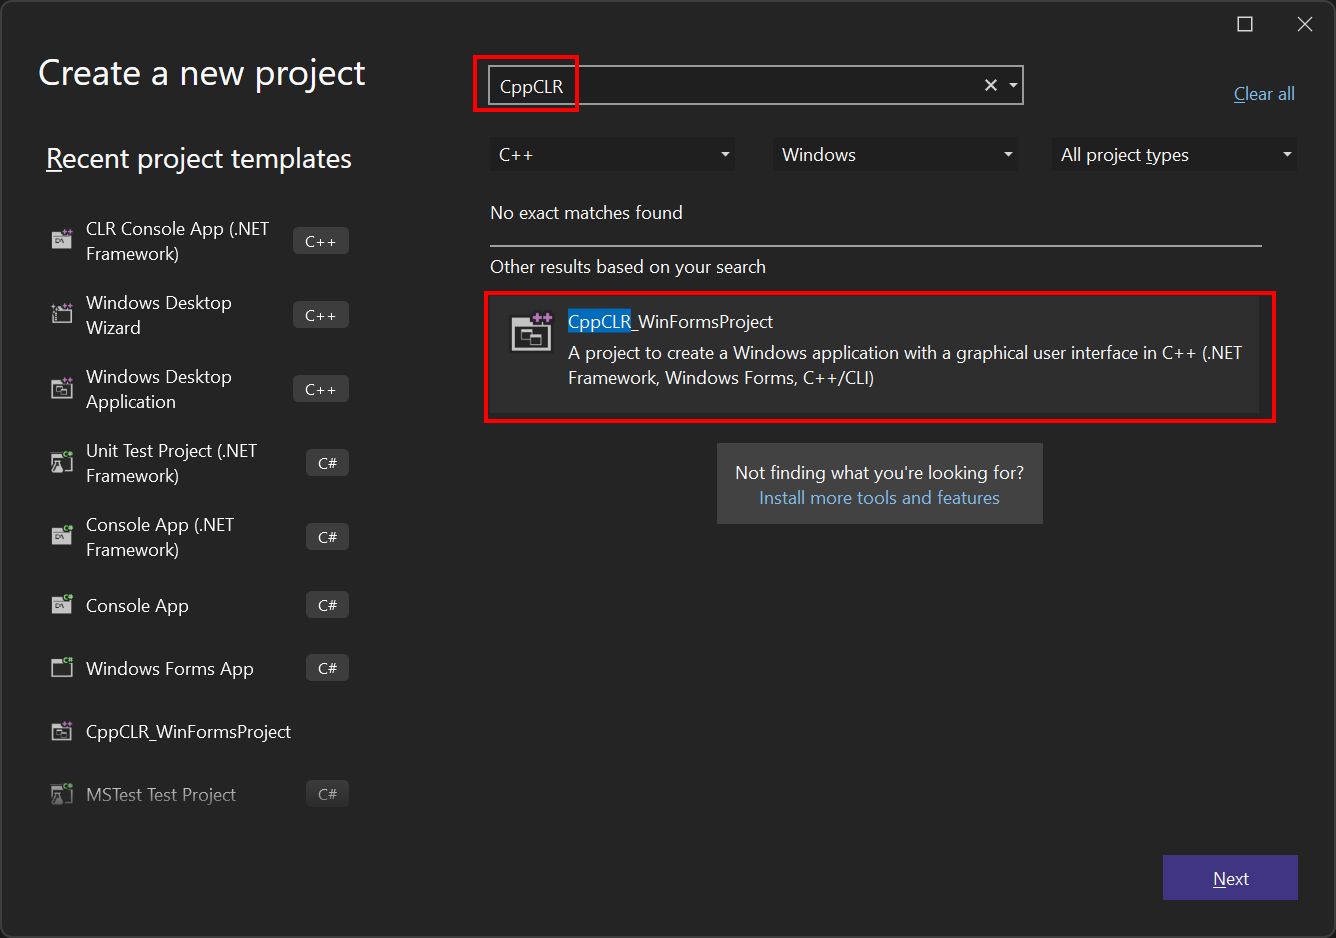 Create a new project
CppCLR
Clear all
Recent project templates
C++
Windows
All project types
CLR Console App (.NET
Framework)
C++
Windows Desktop
Wizard
C++
Windows Desktop
Application
C++
Unit Test Project (.NET
Framework)
C#
Console App (.NET
Framework)
C#
Console App
C#
Windows Forms App
C#
CppCLR_WinFormsProject
MSTest Test Project
C#
No exact matches found
Other results based on your search
CppCLR_WinFormsProject
A project to create a Windows application with a graphical user interface in C++ (.NET
Framework, Windows Forms, C++/CLI)
Not finding what you're looking for?
Install more tools and features
Next